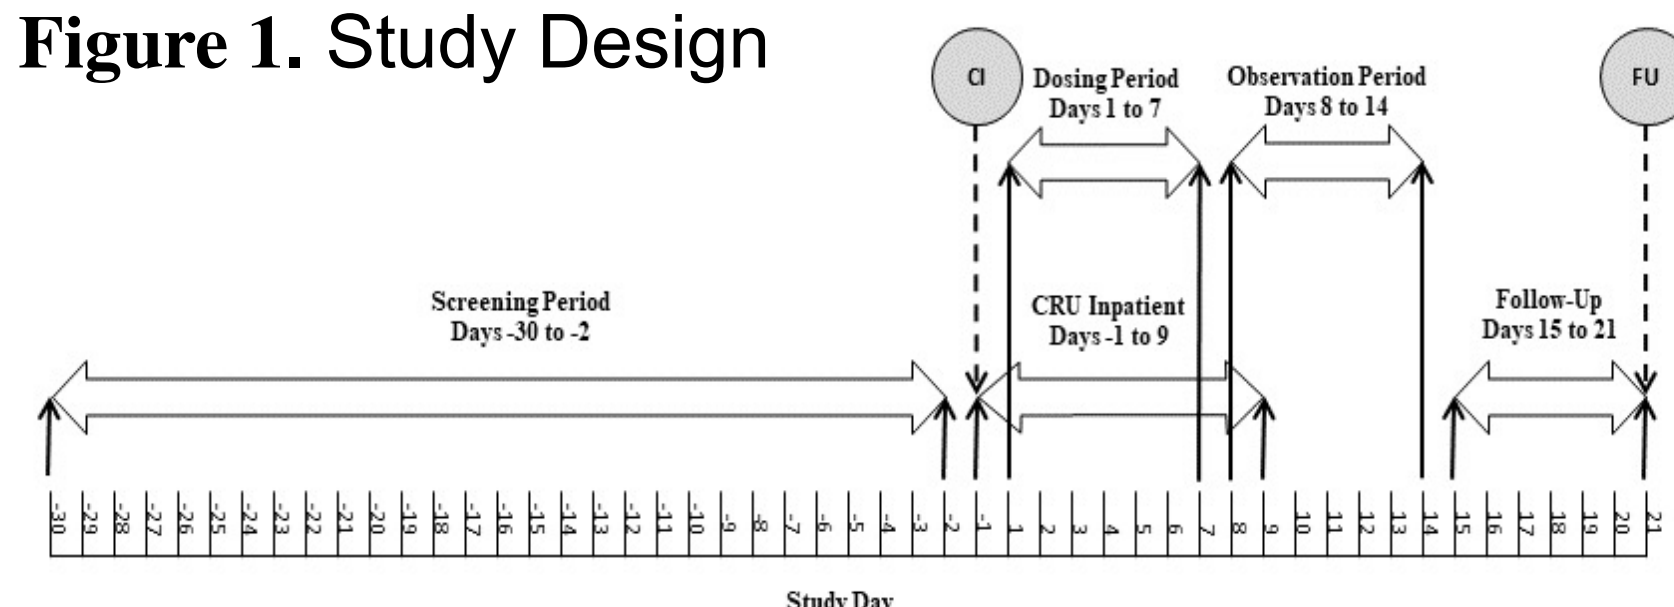 Figure 1. Study Design
CI
Dosing Period
Days 1 to 7
Observation Period
Days 8 to 14
FU
Screening Period
Days -30 to -2
CRU Inpatient
Days -1 to 9
Follow-Up
Days 15 to 21
-30 -29 -28 -27 -26 -25 -24 -23 -22 -21 -20 -19 -18 -17 -16 -15 -14 -13 -12 -11 -10 -9 -8 -7 -6 -5 -4 -3 -2 -1 1 2 3 4 5 6 7 8 9 10 11 12 13 14 15 16 17 18 19 20 21
Study Day